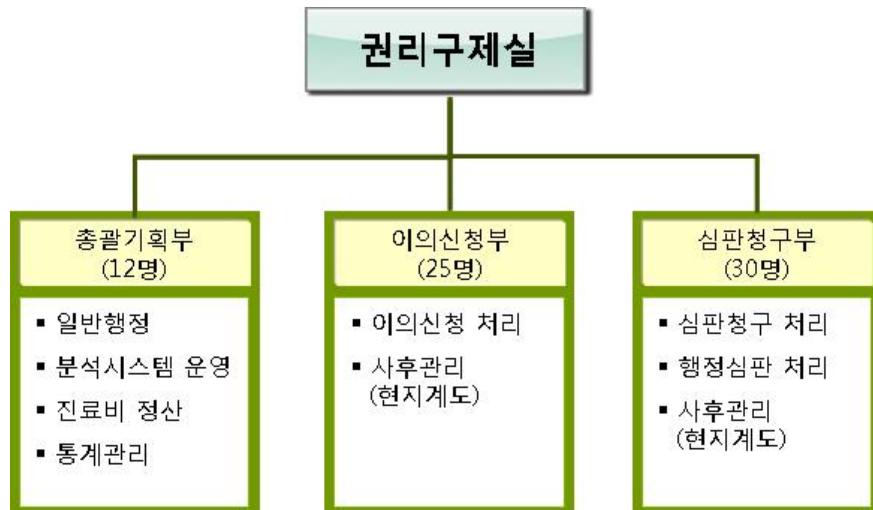 권리구제실
총괄기획부
(12명)
▪ 일반행정
▪ 분석시스템 운영
▪ 진료비 정산
▪ 통계관리
이의신청부
(25명)
▪ 이의신청 처리
▪ 사후관리
(현지계도)
심판청구부
(30명)
▪ 심판청구 처리
▪ 행정심판 처리
▪ 사후관리
(현지계도)